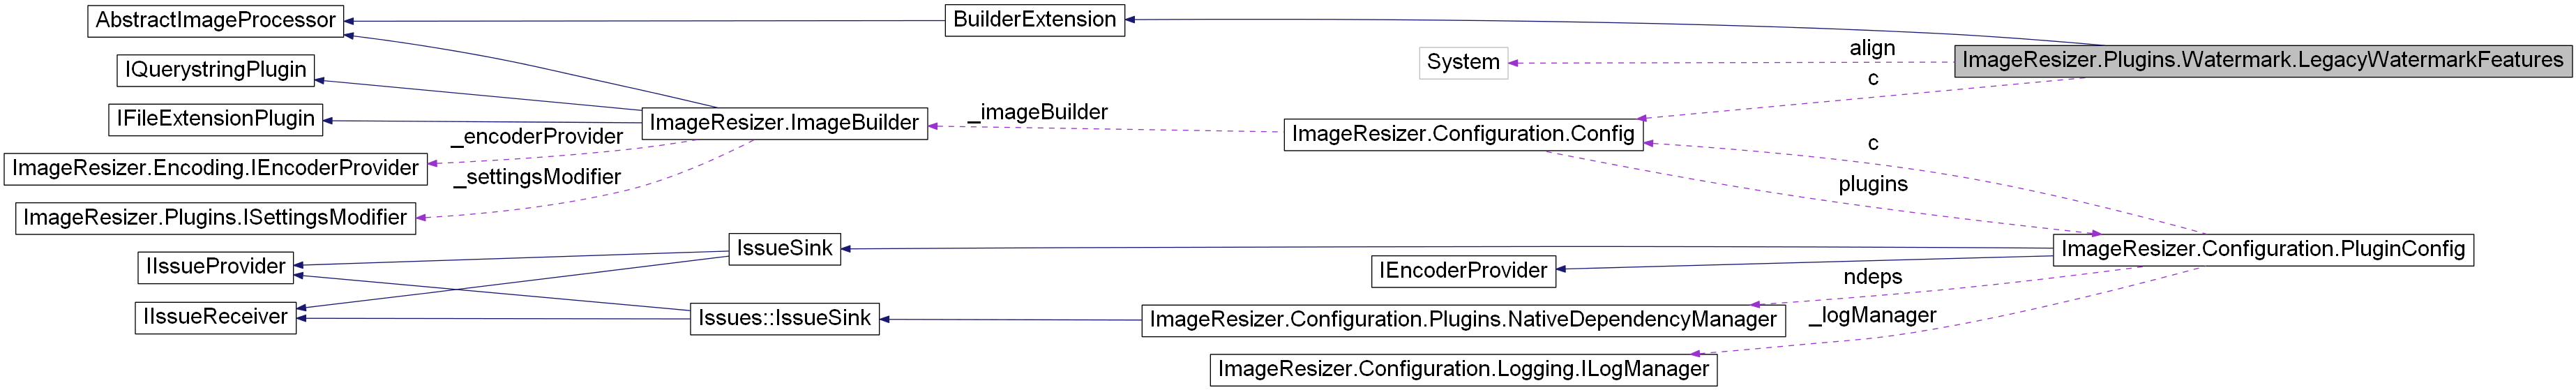 AbstractImageProcessor
BuilderExtension
IQuerystringPlugin
System
align
ImageResizer.Plugins.Watermark.LegacyWatermarkFeatures
c
IFileExtensionPlugin
ImageResizer.ImageBuilder
_imageBuilder
ImageResizer.Configuration.Config
_encoderProvider
c
ImageResizer.Encoding.IEncoderProvider
_settingsModifier
plugins
ImageResizer.Plugins.ISettingsModifier
IssueSink
ImageResizer.Configuration.PluginConfig
IIssueProvider
IEncoderProvider
ndeps
IIssueReceiver
Issues::IssueSink
ImageResizer.Configuration.Plugins.NativeDependencyManager
_logManager
ImageResizer.Configuration.Logging.ILogManager